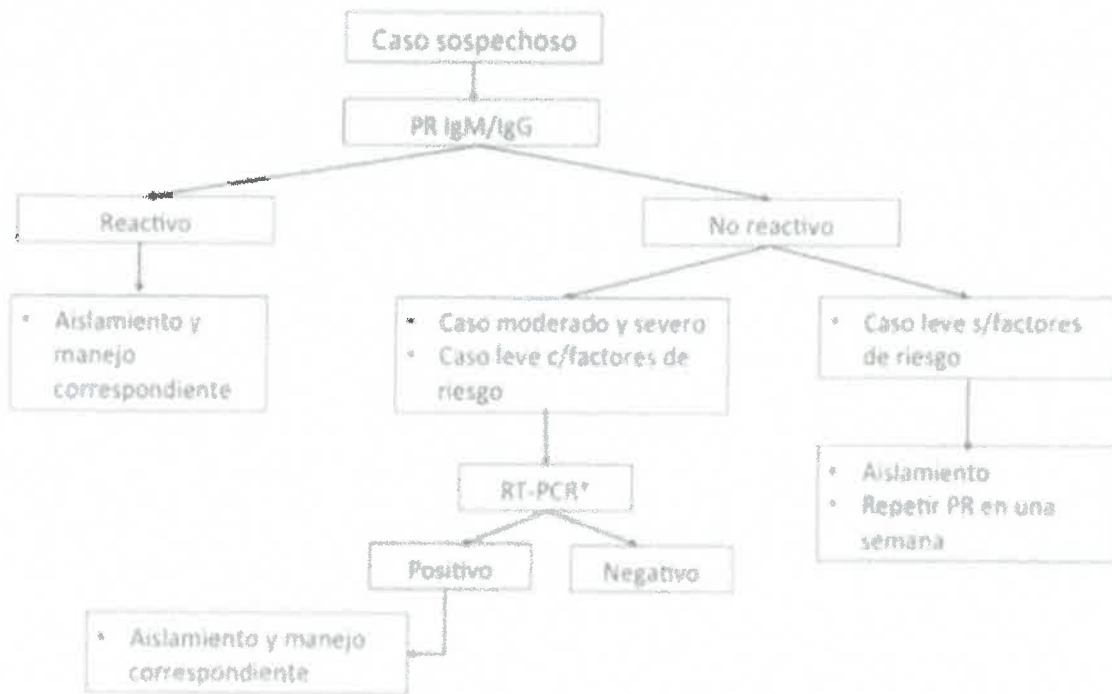 Caso sospechoso
PR IgM/IgG
Reactivo
No reactivo
• Aislamiento y
manejo
correspondiente
• Caso moderado y severo
• Caso leve c/factores de
riesgo
• Caso leve s/factores
de riesgo
RT-PCR*
• Aislamiento
• Repetir PR en una
semana
Positivo
Negativo
• Aislamiento y manejo
correspondiente